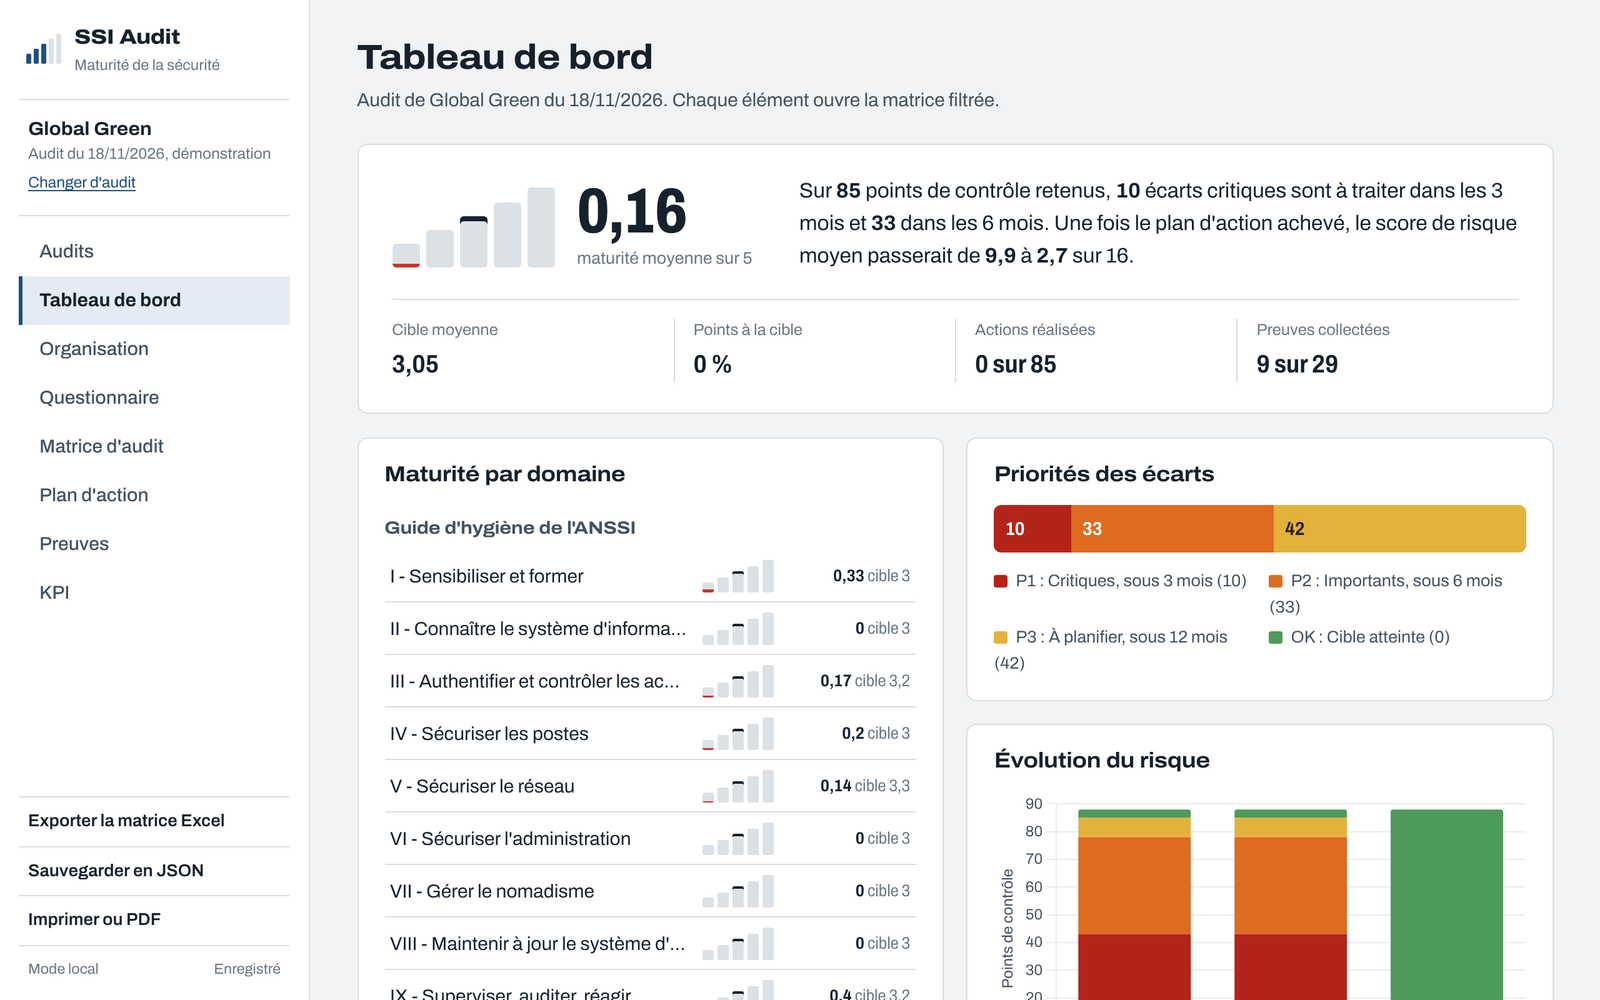 SSI Audit
Maturité de la sécurité
Global Green
Audit du 18/11/2026, démonstration
Changer d'audit
Audits
Tableau de bord
Organisation
Questionnaire
Matrice d'audit
Plan d'action
Preuves
KPI
Exporter la matrice Excel
Sauvegarder en JSON
Imprimer ou PDF
Mode local
Enregistré
Tableau de bord
Audit de Global Green du 18/11/2026. Chaque élément ouvre la matrice filtrée.
0,16
maturité moyenne sur 5
Sur 85 points de contrôle retenus, 10 écarts critiques sont à traiter dans les 3
mois et 33 dans les 6 mois. Une fois le plan d'action achevé, le score de risque
moyen passerait de 9,9 à 2,7 sur 16.
Cible moyenne
3,05
Points à la cible
0 %
Actions réalisées
0 sur 85
Preuves collectées
9 sur 29
Maturité par domaine
Guide d'hygiène de l'ANSSI
I - Sensibiliser et former
0,33 cible 3
II - Connaître le système d'informa...
0 cible 3
III - Authentifier et contrôler les ac...
0,17 cible 3,2
IV - Sécuriser les postes
0,2 cible 3
V - Sécuriser le réseau
0,14 cible 3,3
VI - Sécuriser l'administration
0 cible 3
VII - Gérer le nomadisme
0 cible 3
VIII - Maintenir à jour le système d'...
0 cible 3
IX - Superviser, auditer, réagir
0,4 cible 3,2
Priorités des écarts
10
33
42
P1 : Critiques, sous 3 mois (10)
P2 : Importants, sous 6 mois
(33)
P3 : À planifier, sous 12 mois
(42)
OK : Cible atteinte (0)
Évolution du risque
Points de contrôle
90
80
70
60
50
40
30
20